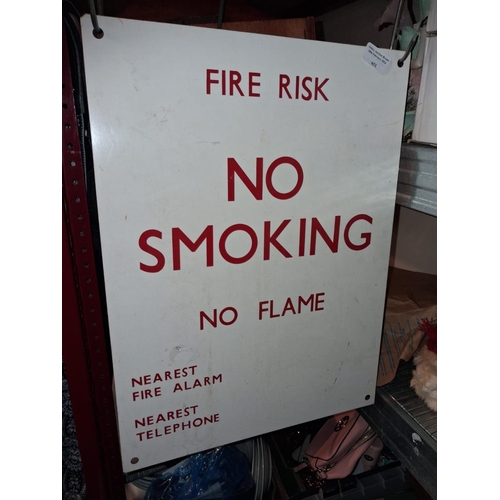 FIRE RISK
NO
SMOKING
NO FLAME
NEAREST
FIRE ALARM
NEAREST
TELEPHONE